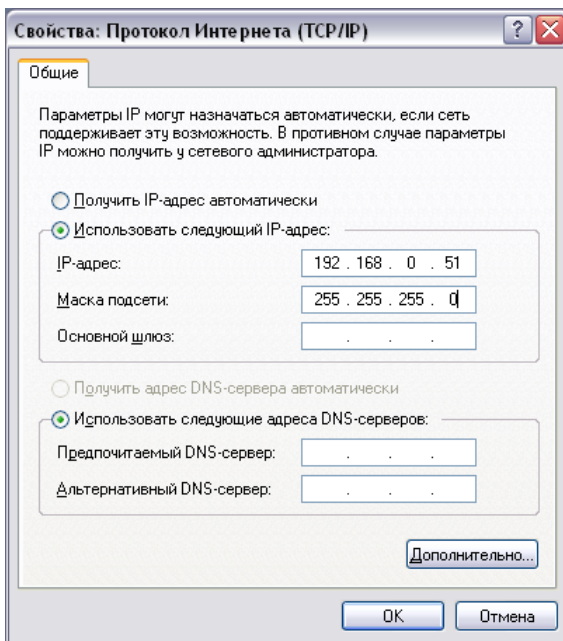 Свойства: Протокол Интернета (TCP/IP)
Общие
Параметры IP могут назначаться автоматически, если сеть
поддерживает эту возможность. В противном случае параметры
IP можно получить у сетевого администратора.
Получить IP-адрес автоматически
Использовать следующий IP-адрес:
IP-адрес: 192 . 168 . 0 . 51
Маска подсети: 255 . 255 . 255 . 0
Основной шлюз: . . .
Получить адрес DNS-сервера автоматически
Использовать следующие адреса DNS-серверов:
Предпочитаемый DNS-сервер: . . .
Альтернативный DNS-сервер: . . .
Дополнительно...
OK Отмена